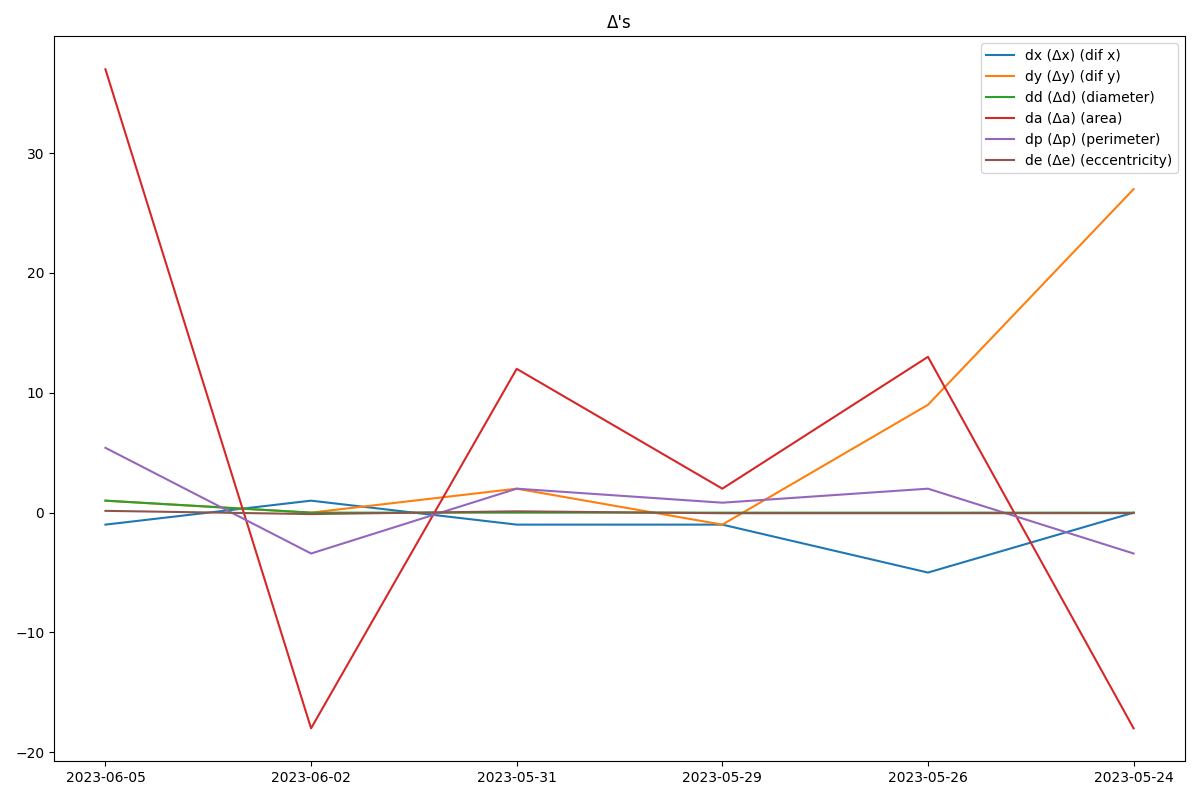 Δ's
dx (Δx) (dif x)
dy (Δy) (dif y)
dd (Δd) (diameter)
da (Δa) (area)
dp (Δp) (perimeter)
de (Δe) (eccentricity)
30
20
10
0
−10
−20
2023-06-05
2023-06-02
2023-05-31
2023-05-29
2023-05-26
2023-05-24